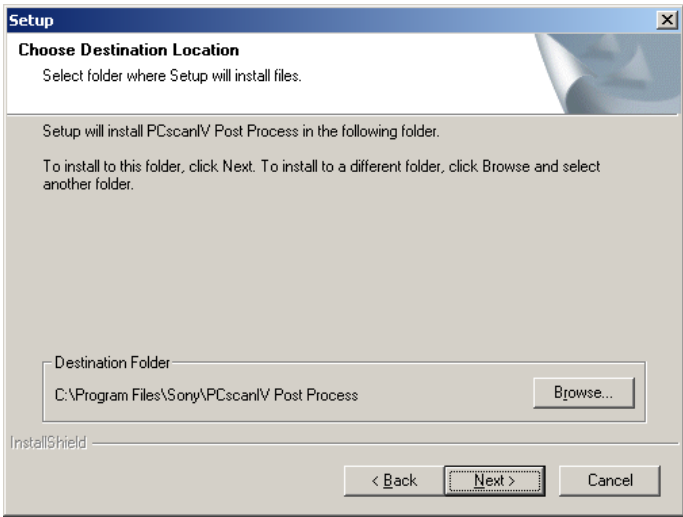 Setup
Choose Destination Location
Select folder where Setup will install files.
Setup will install PCscanIV Post Process in the following folder.
To install to this folder, click Next. To install to a different folder, click Browse and select
another folder.
Destination Folder
C:\Program Files\Sony\PCscanIV Post Process
Browse...
InstallShield
< Back
Next >
Cancel